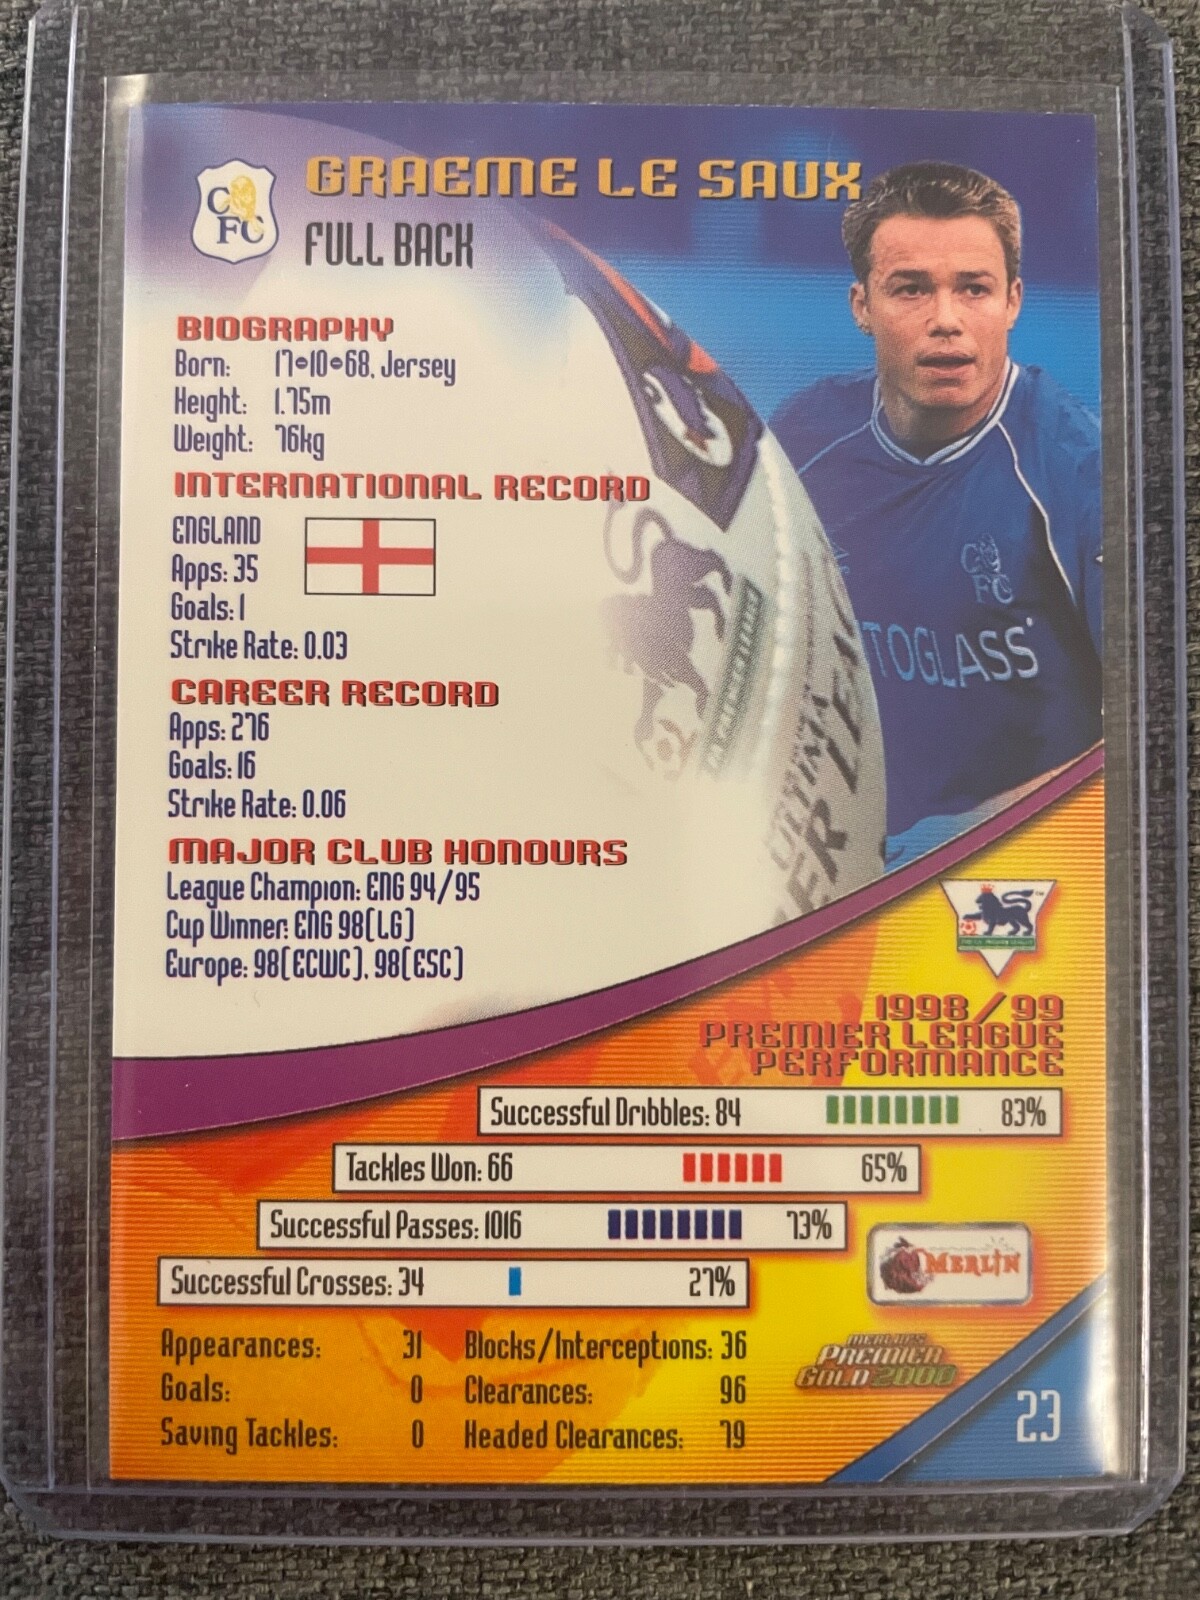 CFC
GRAEME LE SAUX
FULL BACK
BIOGRAPHY
Born: 17•10•68, Jersey
Height: 1.75m
Weight: 76kg
INTERNATIONAL RECORD
ENGLAND
Apps: 35
Goals: 1
Strike Rate: 0.03
CAREER RECORD
Apps: 276
Goals: 16
Strike Rate: 0.06
MAJOR CLUB HONOURS
League Champion: ENG 94/95
Cup Winner: ENG 98(LG)
Europe: 98(ECWC), 98(ESC)
CFC
TOGLASS
1998/99
PREMIER LEAGUE
PERFORMANCE
Successful Dribbles: 84 83%
Tackles Won: 66 65%
Successful Passes: 1016 73%
Successful Crosses: 34 27%
MERLIN
Appearances: 31 Blocks/Interceptions: 36
Goals: 0 Clearances: 96
Saving Tackles: 0 Headed Clearances: 79
MERLIN'S
PREMIER
GOLD 2000
23